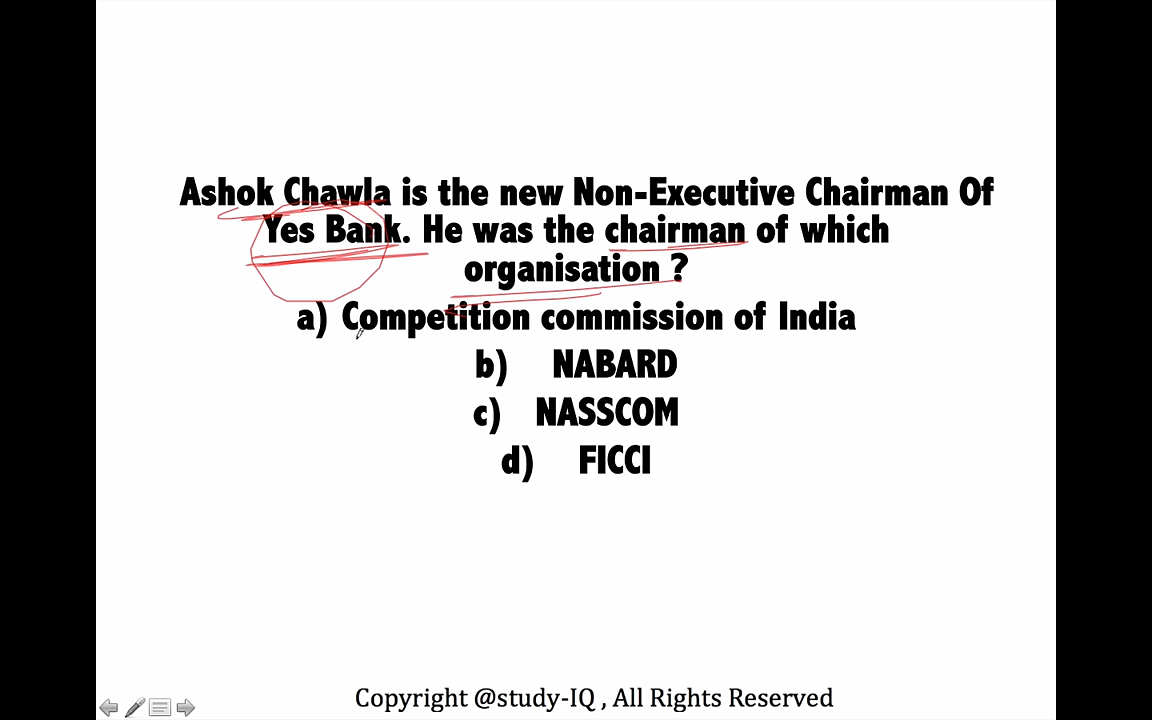 Ashok Chawla is the new Non-Executive Chairman Of
Yes Bank. He was the chairman of which
organisation ?
a) Competition commission of India
b) NABARD
c) NASSCOM
d) FICCI
Copyright @study-IQ , All Rights Reserved